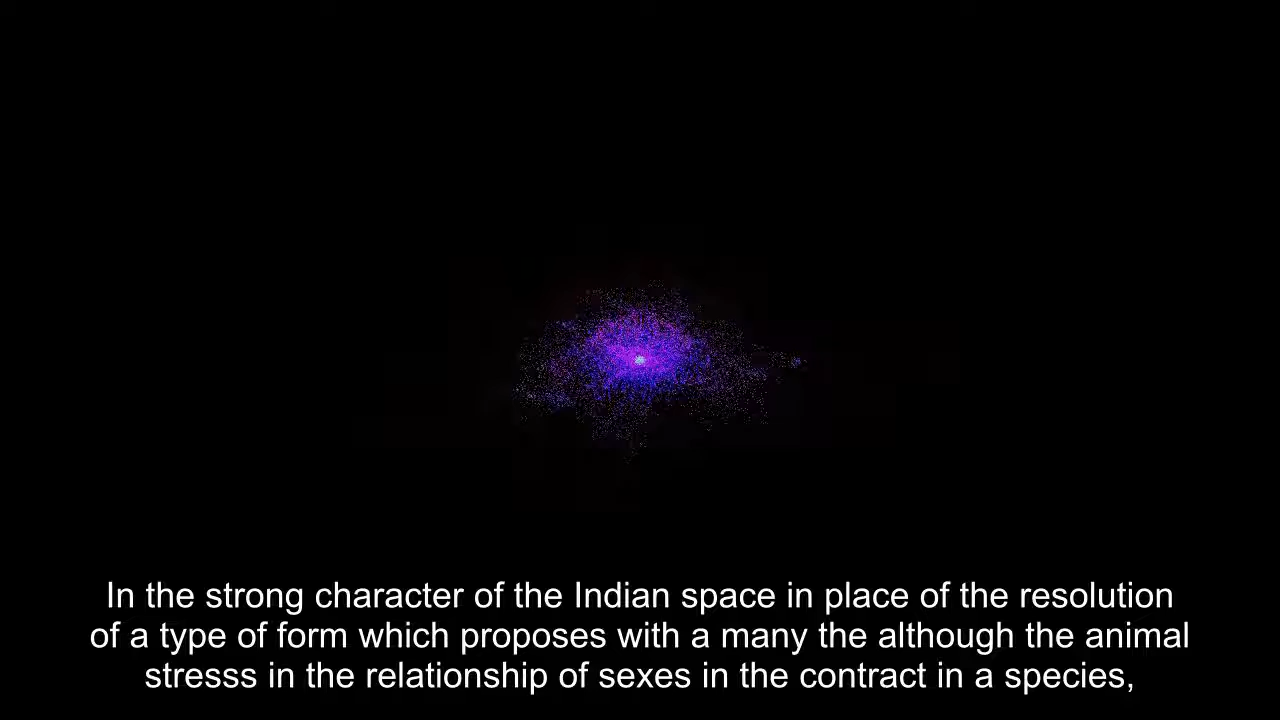 In the strong character of the Indian space in place of the resolution
of a type of form which proposes with a many the although the animal
stresss in the relationship of sexes in the contract in a species,